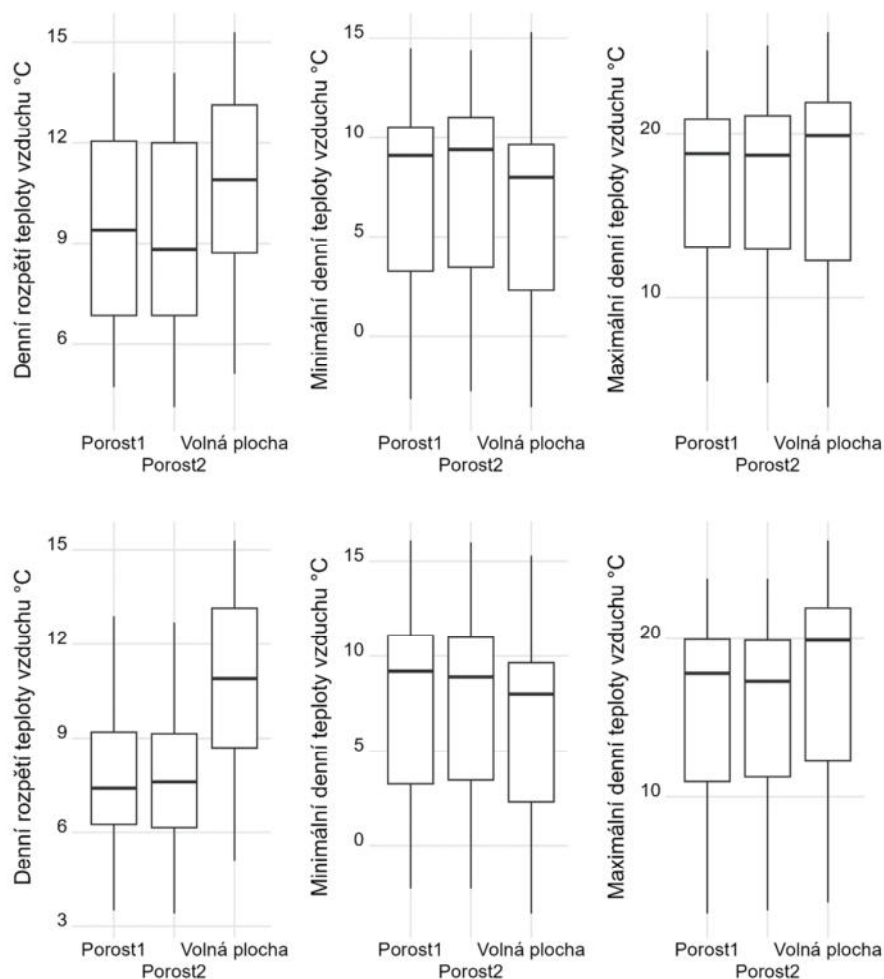 Denní rozpětí teploty vzduchu °C
15
12
9
6
Porost1
Porost2
Volná plocha
Minimální denní teploty vzduchu °C
15
10
5
0
Porost1
Porost2
Volná plocha
Maximální denní teploty vzduchu °C
20
10
Porost1
Porost2
Volná plocha
Denní rozpětí teploty vzduchu °C
15
12
9
6
3
Porost1
Porost2
Volná plocha
Minimální denní teploty vzduchu °C
15
10
5
0
Porost1
Porost2
Volná plocha
Maximální denní teploty vzduchu °C
20
10
Porost1
Porost2
Volná plocha